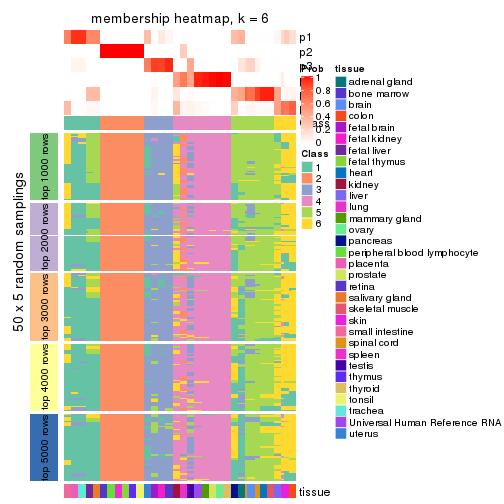 membership heatmap, k = 6
p1
p2
p3
Prob
1
0.8
0.6
0.4
0.2
0
Class
1
2
3
4
5
6
tissue
adrenal gland
bone marrow
brain
colon
fetal brain
fetal kidney
fetal liver
fetal thymus
heart
kidney
liver
lung
mammary gland
ovary
pancreas
peripheral blood lymphocyte
placenta
prostate
retina
salivary gland
skeletal muscle
skin
small intestine
spinal cord
spleen
testis
thymus
thyroid
tonsil
trachea
Universal Human Reference RNA
uterus
50 x 5 random samplings
top 1000 rows
top 2000 rows
top 3000 rows
top 4000 rows
top 5000 rows
tissue